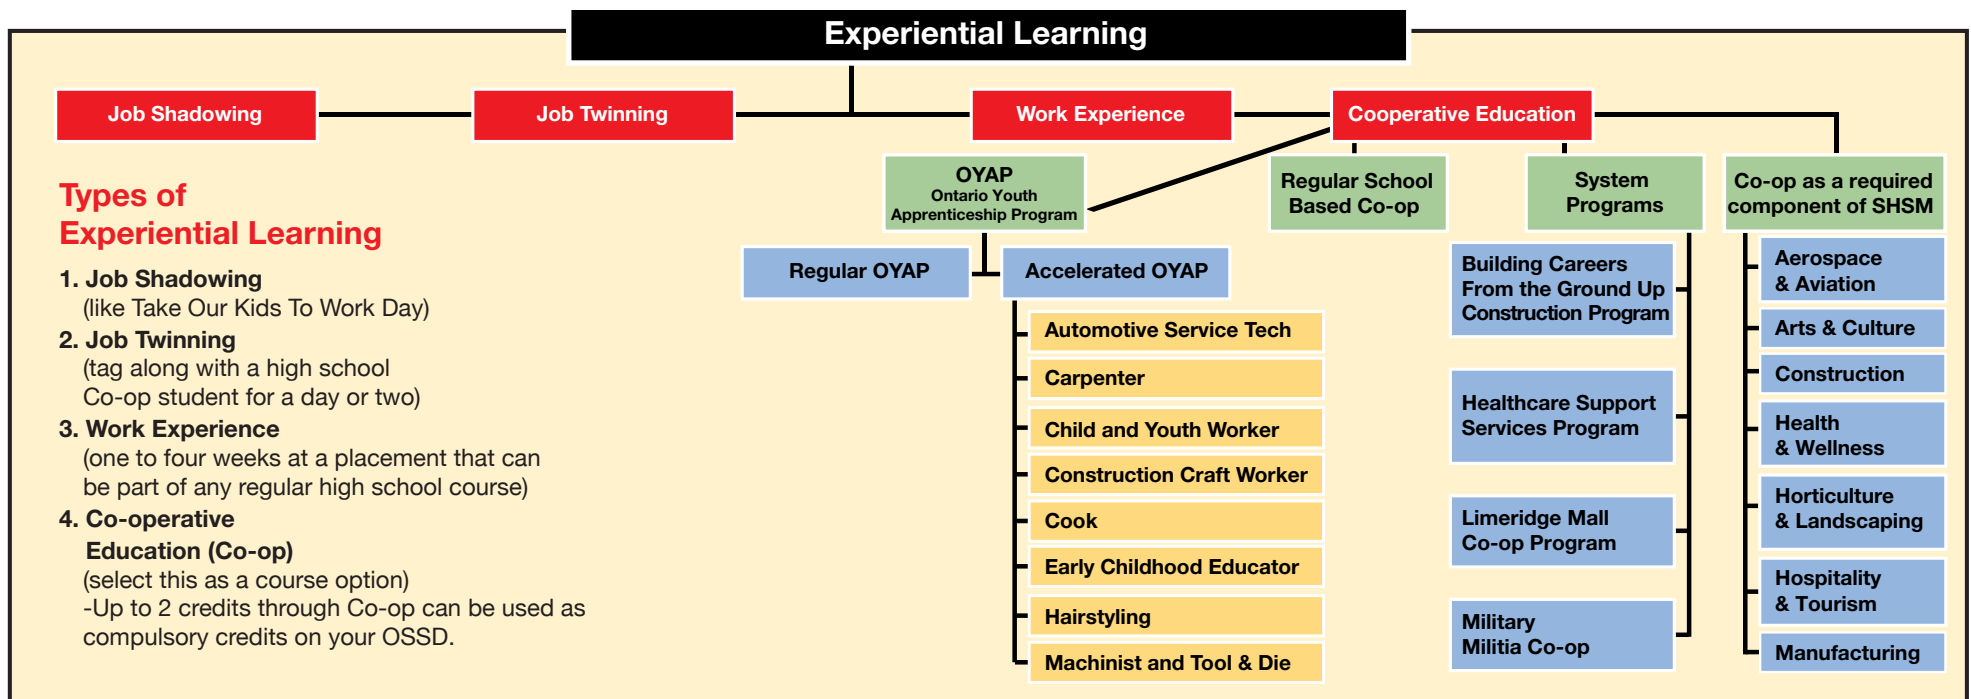 Experiential Learning
Job Shadowing
Job Twinning
Work Experience
Cooperative Education
Types of
Experiential Learning
1. Job Shadowing
(like Take Our Kids To Work Day)
2. Job Twinning
(tag along with a high school
Co-op student for a day or two)
3. Work Experience
(one to four weeks at a placement that can
be part of any regular high school course)
4. Co-operative
Education (Co-op)
(select this as a course option)
-Up to 2 credits through Co-op can be used as
compulsory credits on your OSSD.
OYAP
Ontario Youth
Apprenticeship Program
Regular OYAP
Accelerated OYAP
Automotive Service Tech
Carpenter
Child and Youth Worker
Construction Craft Worker
Cook
Early Childhood Educator
Hairstyling
Machinist and Tool & Die
Regular School
Based Co-op
System
Programs
Building Careers
From the Ground Up
Construction Program
Healthcare Support
Services Program
Limeridge Mall
Co-op Program
Military
Militia Co-op
Co-op as a required
component of SHSM
Aerospace
& Aviation
Arts & Culture
Construction
Health
& Wellness
Horticulture
& Landscaping
Hospitality
& Tourism
Manufacturing